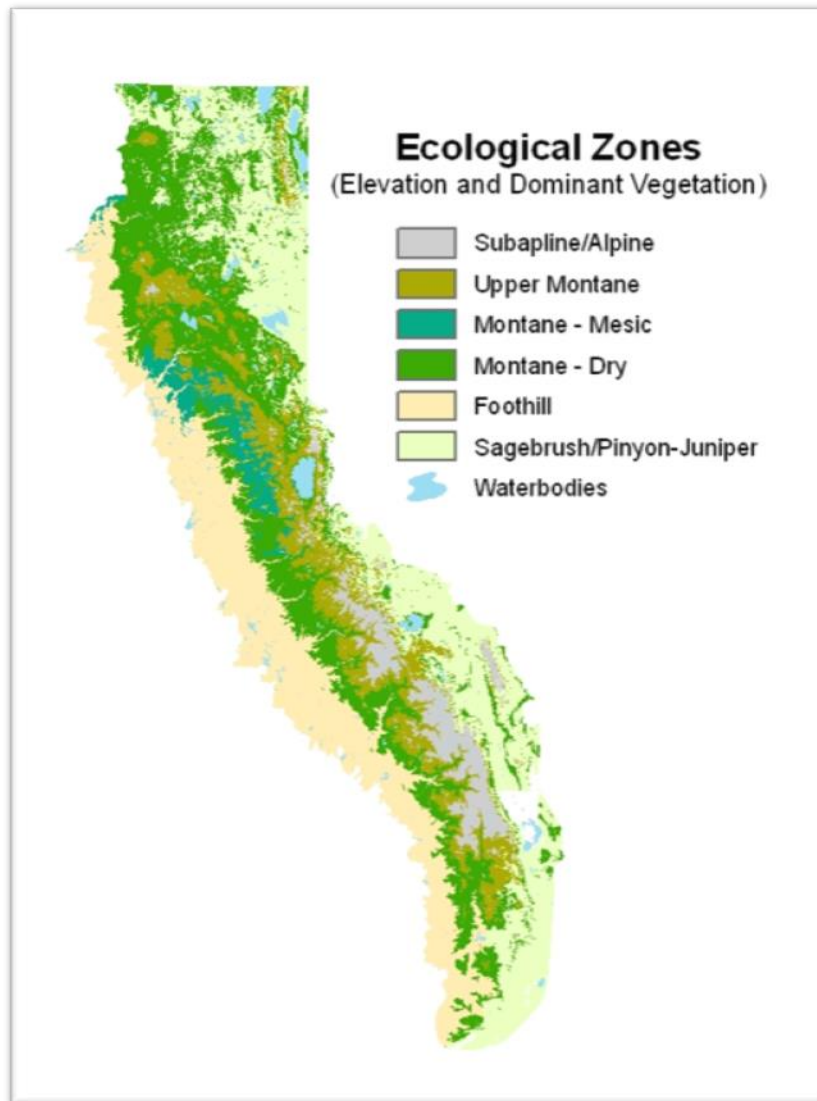 Ecological Zones
(Elevation and Dominant Vegetation)
Subapline/Alpine
Upper Montane
Montane - Mesic
Montane - Dry
Foothill
Sagebrush/Pinyon-Juniper
Waterbodies